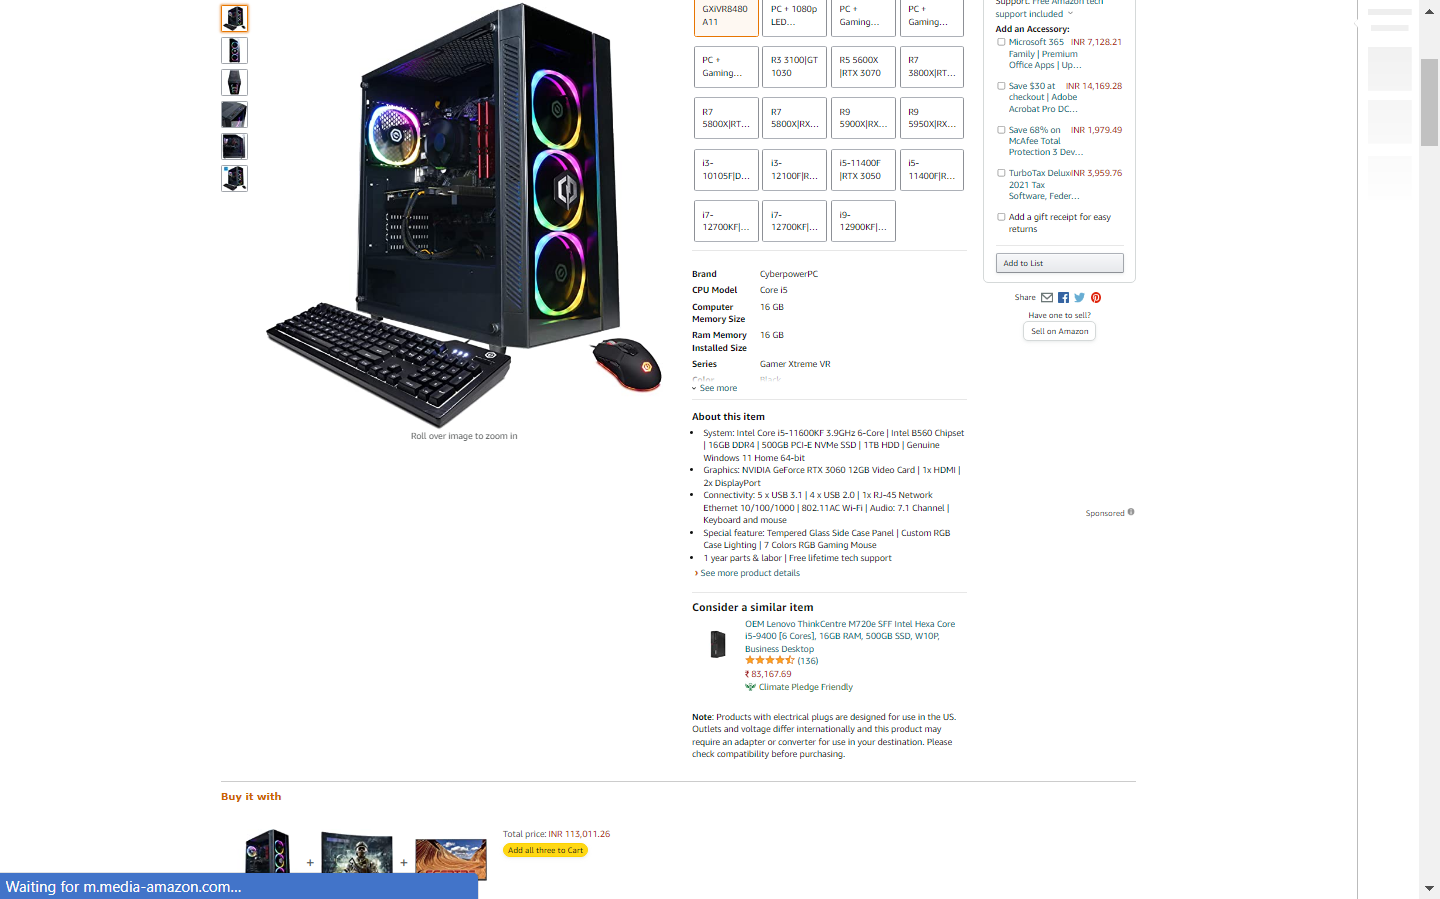 GXiVR8480
A11
PC + 1080p
LED...
PC +
Gaming...
PC +
Gaming...
PC +
Gaming...
R3 3100|GT
1030
R5 5600X
|RTX 3070
R7
3800X|RT...
R7
5800X|RT...
R7
5800X|RX...
R9
5900X|RX...
R9
5950X|RX...
i3-
10105F|D...
i3-
12100F|R...
i5-11400F
|RTX 3050
i5-
11400F|R...
i7-
12700KF|...
i7-
12700KF|...
i9-
12900KF|...
Roll over image to zoom in
Brand CyberpowerPC
CPU Model Core i5
Computer
Memory Size 16 GB
Ram Memory
Installed Size 16 GB
Series Gamer Xtreme VR
Color Black
See more
About this item
• System: Intel Core i5-11600KF 3.9GHz 6-Core | Intel B560 Chipset
| 16GB DDR4 | 500GB PCI-E NVMe SSD | 1TB HDD | Genuine
Windows 11 Home 64-bit
• Graphics: NVIDIA GeForce RTX 3060 12GB Video Card | 1x HDMI |
2x DisplayPort
• Connectivity: 5 x USB 3.1 | 4 x USB 2.0 | 1x RJ-45 Network
Ethernet 10/100/1000 | 802.11AC Wi-Fi | Audio: 7.1 Channel |
Keyboard and mouse
• Special feature: Tempered Glass Side Case Panel | Custom RGB
Case Lighting | 7 Colors RGB Gaming Mouse
• 1 year parts & labor | Free lifetime tech support
› See more product details
Consider a similar item
OEM Lenovo ThinkCentre M720e SFF Intel Hexa Core
i5-9400 [6 Cores], 16GB RAM, 500GB SSD, W10P,
Business Desktop
(136)
₹ 83,167.69
Climate Pledge Friendly
Note: Products with electrical plugs are designed for use in the US.
Outlets and voltage differ internationally and this product may
require an adapter or converter for use in your destination. Please
check compatibility before purchasing.
Support: Free Amazon tech
support included
Add an Accessory:
Microsoft 365 INR 7,128.21
Family | Premium
Office Apps | Up...
Save $30 at INR 14,169.28
checkout | Adobe
Acrobat Pro DC...
Save 68% on INR 1,979.49
McAfee Total
Protection 3 Dev...
TurboTax Delux INR 3,959.76
2021 Tax
Software, Feder...
Add a gift receipt for easy
returns
Add to List
Share
Have one to sell?
Sell on Amazon
Sponsored
Buy it with
+
+
Total price: INR 113,011.26
Add all three to Cart
Waiting for m.media-amazon.com...